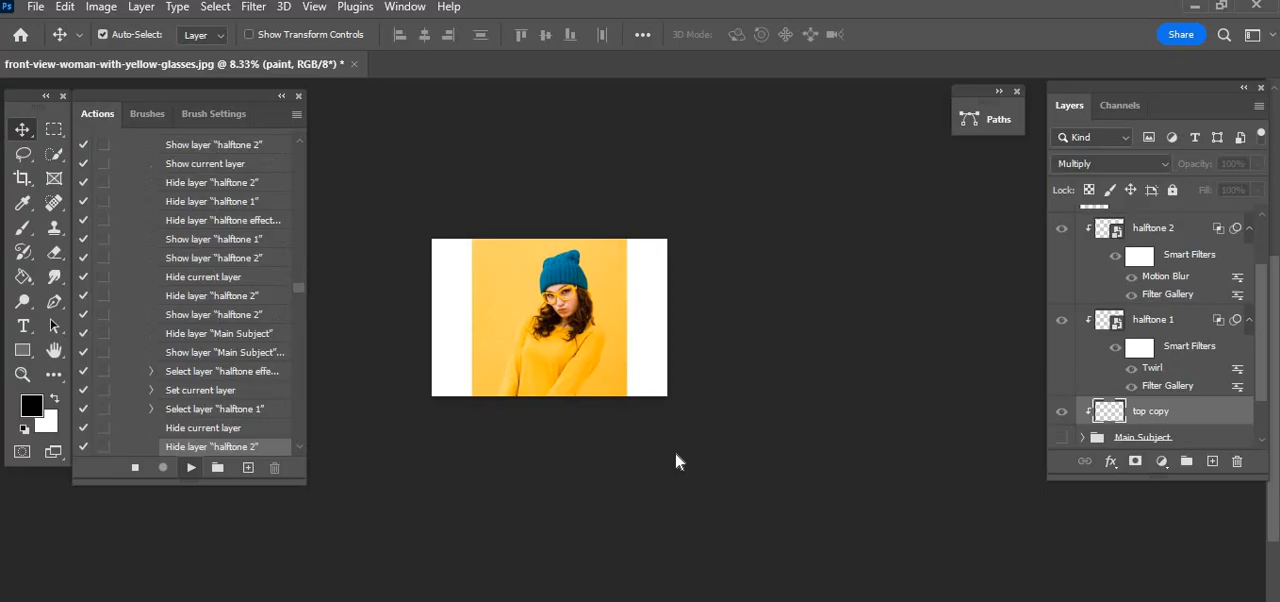 Ps File Edit Image Layer Type Select Filter 3D View Plugins Window Help
Auto-Select: Layer Show Transform Controls 3D Mode: Share
front-view-woman-with-yellow-glasses.jpg @ 8.33% (paint, RGB/8*) *
Actions Brushes Brush Settings
Show layer "halftone 2"
Show current layer
Hide layer "halftone 2"
Hide layer "halftone 1"
Hide layer "halftone effect...
Show layer "halftone 1"
Show layer "halftone 2"
Hide current layer
Hide layer "halftone 2"
Show layer "halftone 2"
Hide layer "Main Subject"
Show layer "Main Subject"...
Select layer "halftone effe...
Set current layer
Select layer "halftone 1"
Hide current layer
Hide layer "halftone 2"
Paths
Layers Channels
Kind
Multiply Opacity: 100%
Lock: Fill: 100%
halftone 2
Smart Filters
Motion Blur
Filter Gallery
halftone 1
Smart Filters
Twirl
Filter Gallery
top copy
Main Subject